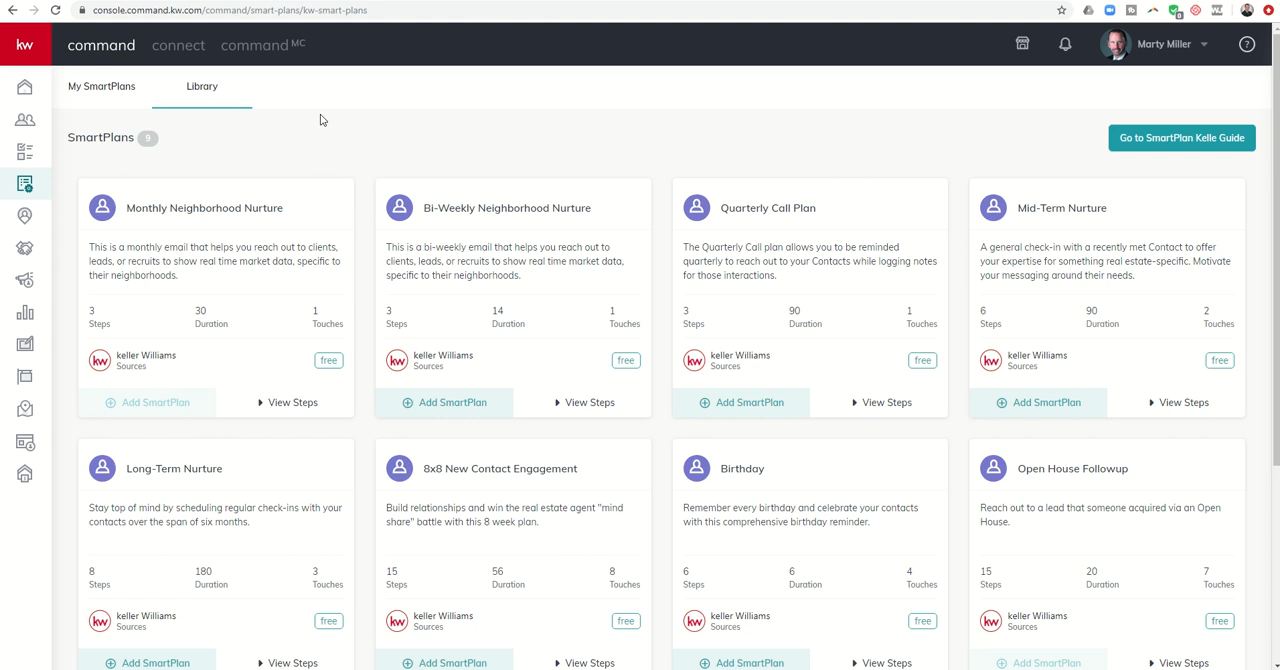 console.command.kw.com/command/smart-plans/kw-smart-plans
kw command connect command MC Marty Miller
My SmartPlans Library
SmartPlans 9 Go to SmartPlan Kelle Guide
Monthly Neighborhood Nurture
This is a monthly email that helps you reach out to clients,
leads, or recruits to show real time market data, specific to
their neighborhoods.
3 30 1
Steps Duration Touches
kw keller Williams free
Sources
Add SmartPlan View Steps
Bi-Weekly Neighborhood Nurture
This is a bi-weekly email that helps you reach out to
clients, leads, or recruits to show real time market data,
specific to their neighborhoods.
3 14 1
Steps Duration Touches
kw keller Williams free
Sources
Add SmartPlan View Steps
Quarterly Call Plan
The Quarterly Call plan allows you to be reminded
quarterly to reach out to your Contacts while logging notes
for those interactions.
3 90 1
Steps Duration Touches
kw keller Williams free
Sources
Add SmartPlan View Steps
Mid-Term Nurture
A general check-in with a recently met Contact to offer
your expertise for something real estate-specific. Motivate
your messaging around their needs.
6 90 2
Steps Duration Touches
kw keller Williams free
Sources
Add SmartPlan View Steps
Long-Term Nurture
Stay top of mind by scheduling regular check-ins with your
contacts over the span of six months.
8 180 3
Steps Duration Touches
kw keller Williams free
Sources
Add SmartPlan View Steps
8x8 New Contact Engagement
Build relationships and win the real estate agent "mind
share" battle with this 8 week plan.
15 56 8
Steps Duration Touches
kw keller Williams free
Sources
Add SmartPlan View Steps
Birthday
Remember every birthday and celebrate your contacts
with this comprehensive birthday reminder.
6 6 4
Steps Duration Touches
kw keller Williams free
Sources
Add SmartPlan View Steps
Open House Followup
Reach out to a lead that someone acquired via an Open
House.
15 20 7
Steps Duration Touches
kw keller Williams free
Sources
Add SmartPlan View Steps